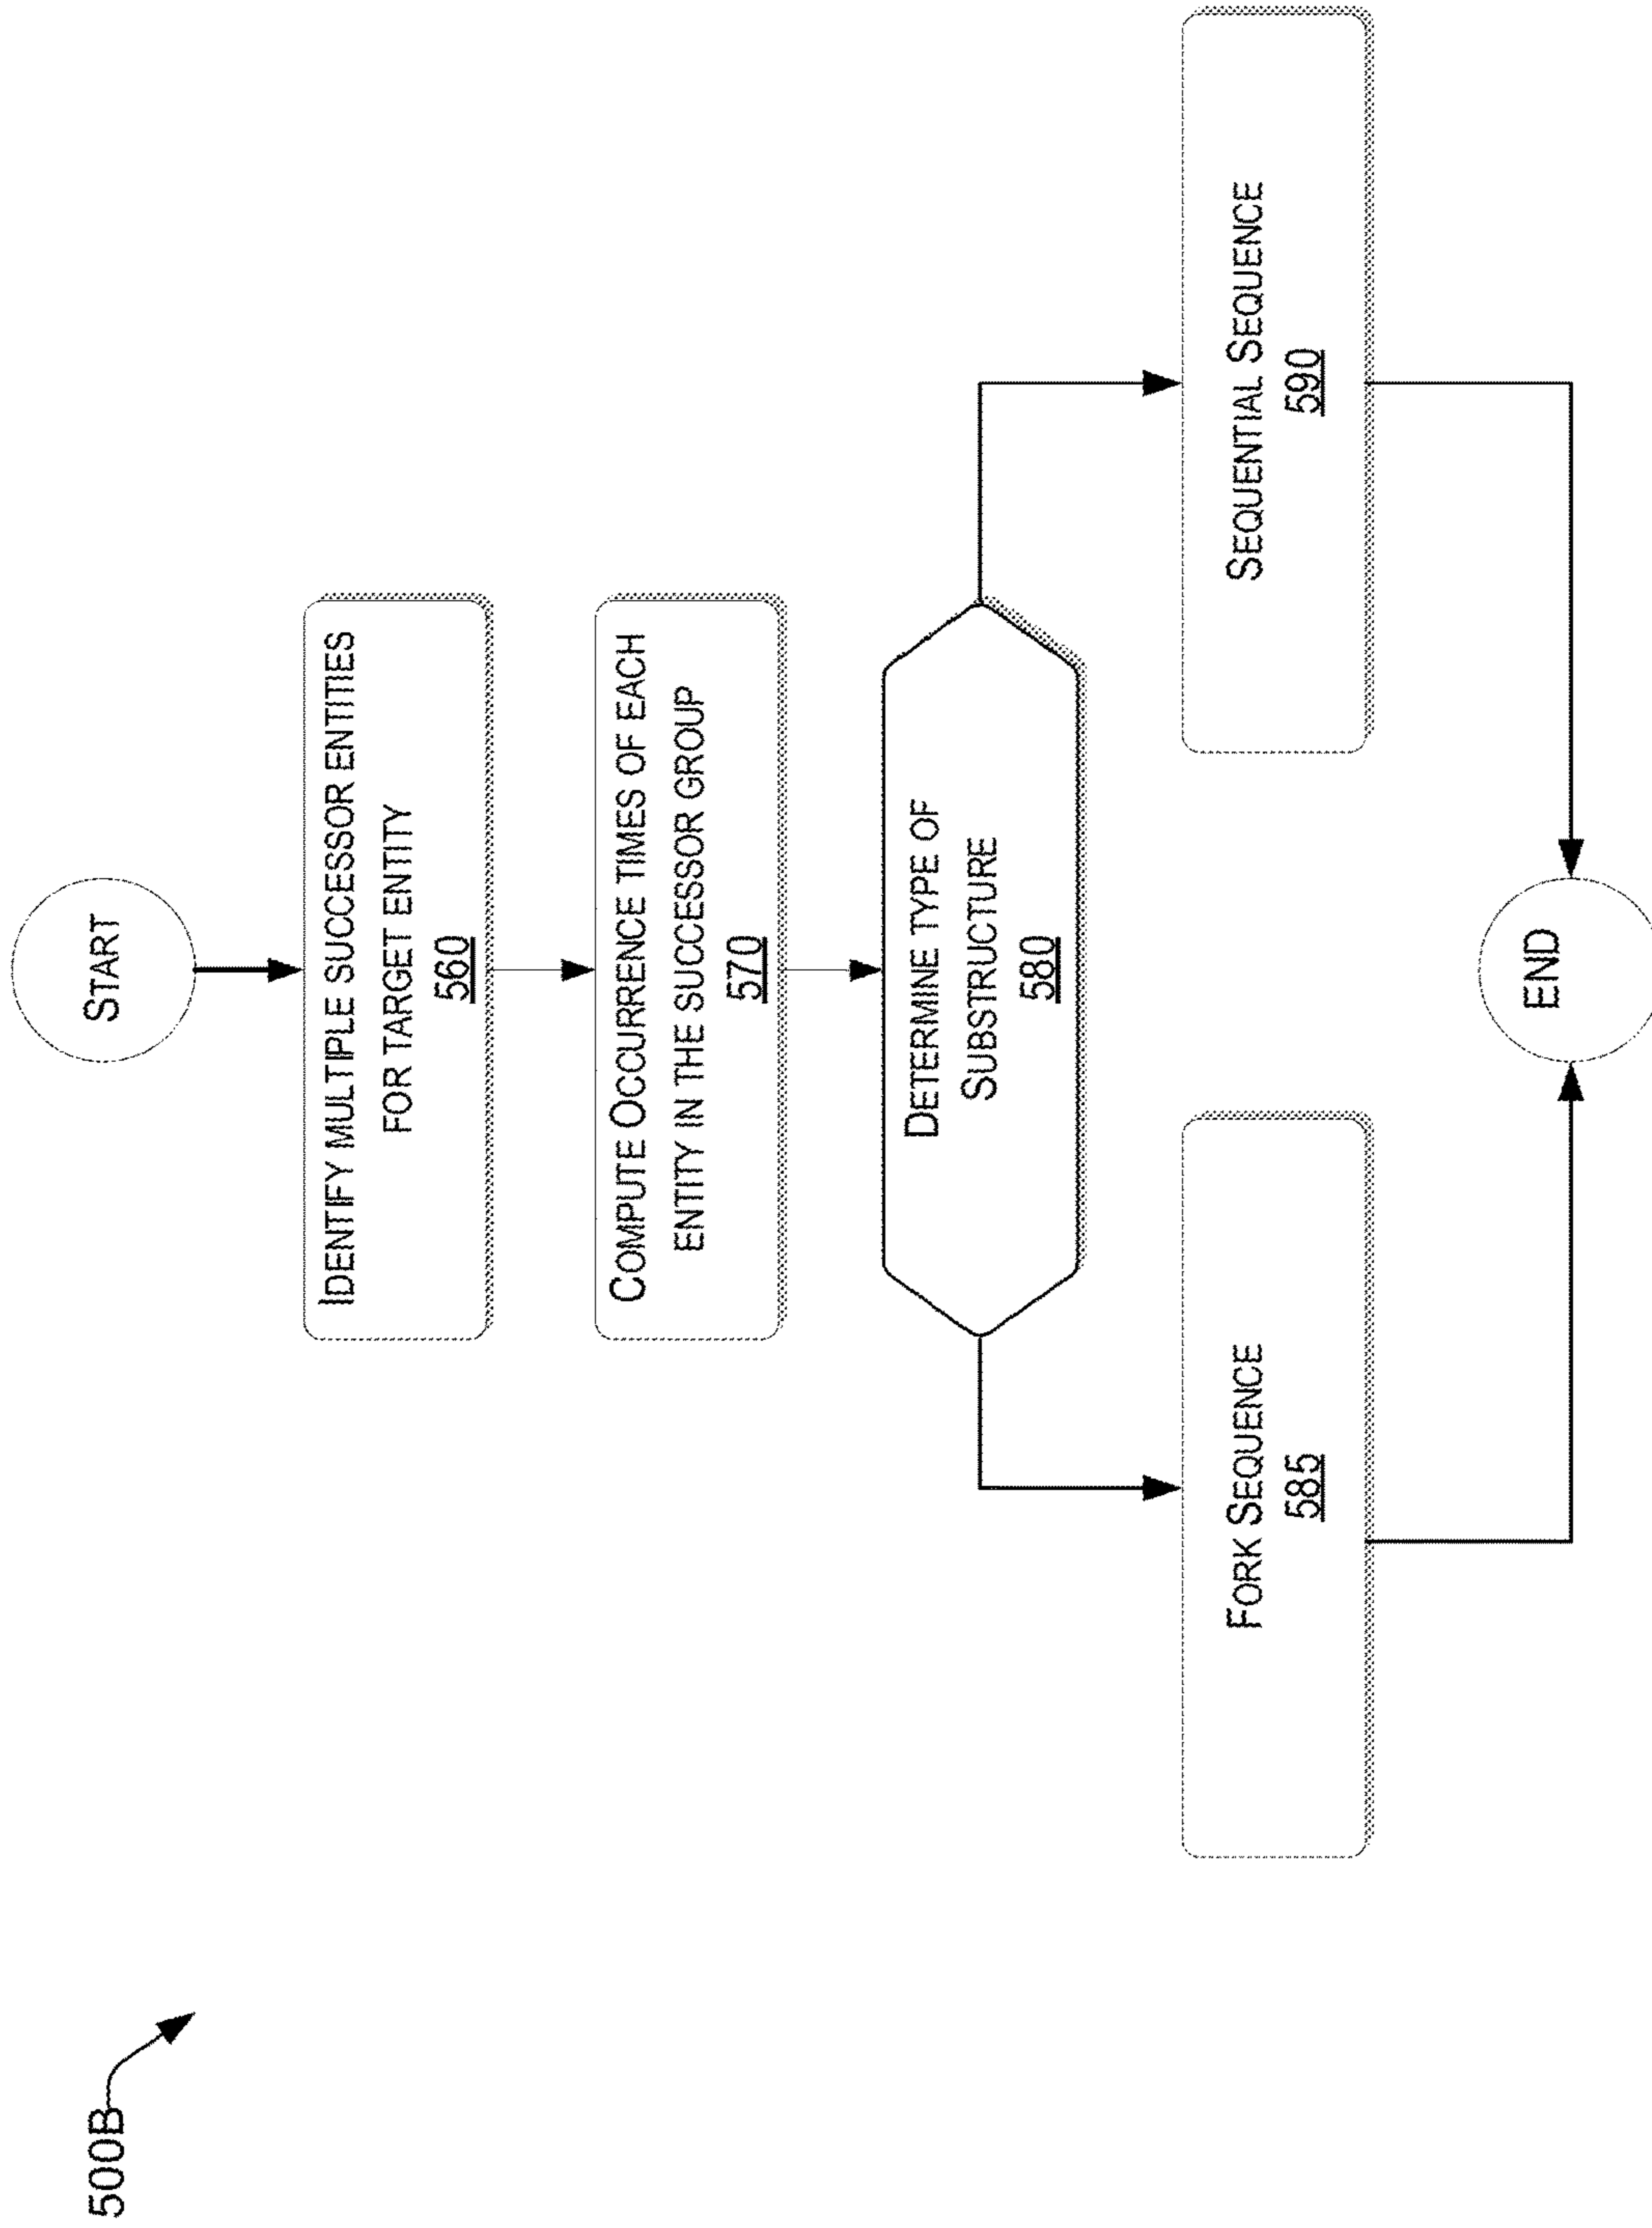 500B
START
IDENTIFY MULTIPLE SUCCESSOR ENTITIES
FOR TARGET ENTITY
560
COMPUTE OCCURRENCE TIMES OF EACH
ENTITY IN THE SUCCESSOR GROUP
570
DETERMINE TYPE OF
SUBSTRUCTURE
580
FORK SEQUENCE
585
SEQUENTIAL SEQUENCE
590
END